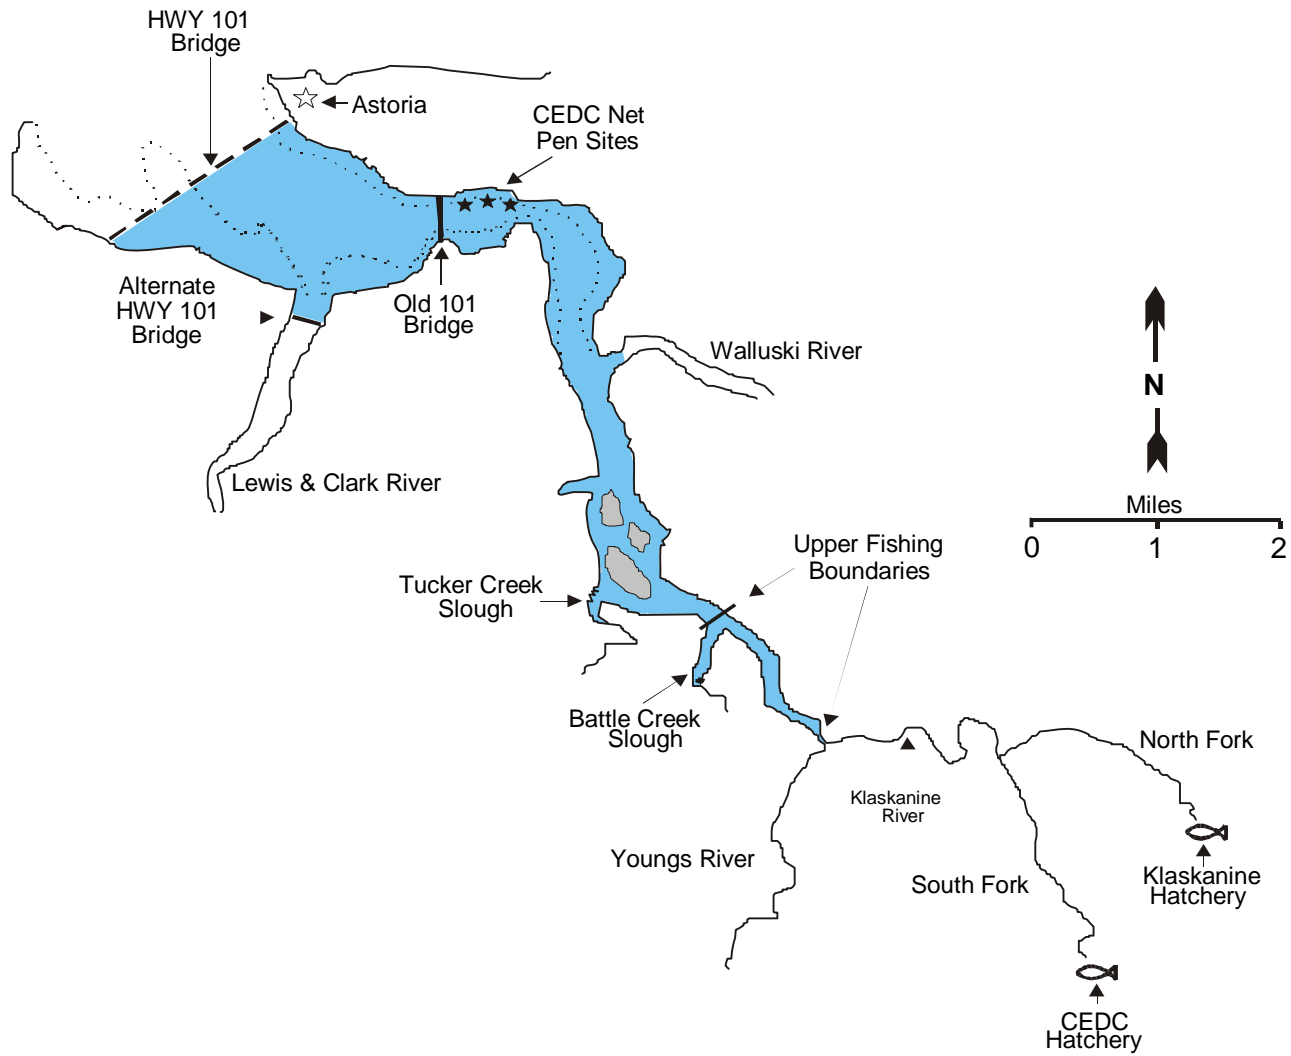 HWY 101
Bridge
Astoria
CEDC Net
Pen Sites
Alternate
HWY 101
Bridge
Old 101
Bridge
Walluski River
N
Lewis & Clark River
Miles
0 1 2
Upper Fishing
Boundaries
Tucker Creek
Slough
Battle Creek
Slough
North Fork
Klaskanine
River
Youngs River
South Fork
Klaskanine
Hatchery
CEDC
Hatchery